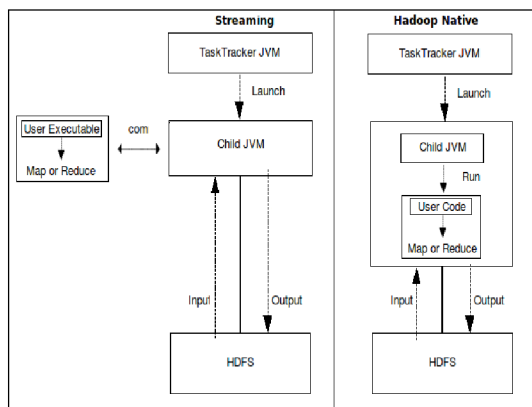 Streaming
TaskTracker JVM
Launch
User Executable
Map or Reduce
com
Child JVM
Input
Output
HDFS
Hadoop Native
TaskTracker JVM
Launch
Child JVM
Run
User Code
Map or Reduce
Input
Output
HDFS